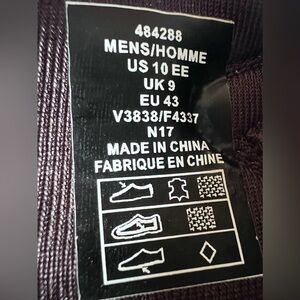 484288
MENS/HOMME
US 10 EE
UK 9
EU 43
V3838/F4337
N17
MADE IN CHINA
FABRIQUE EN CHINE